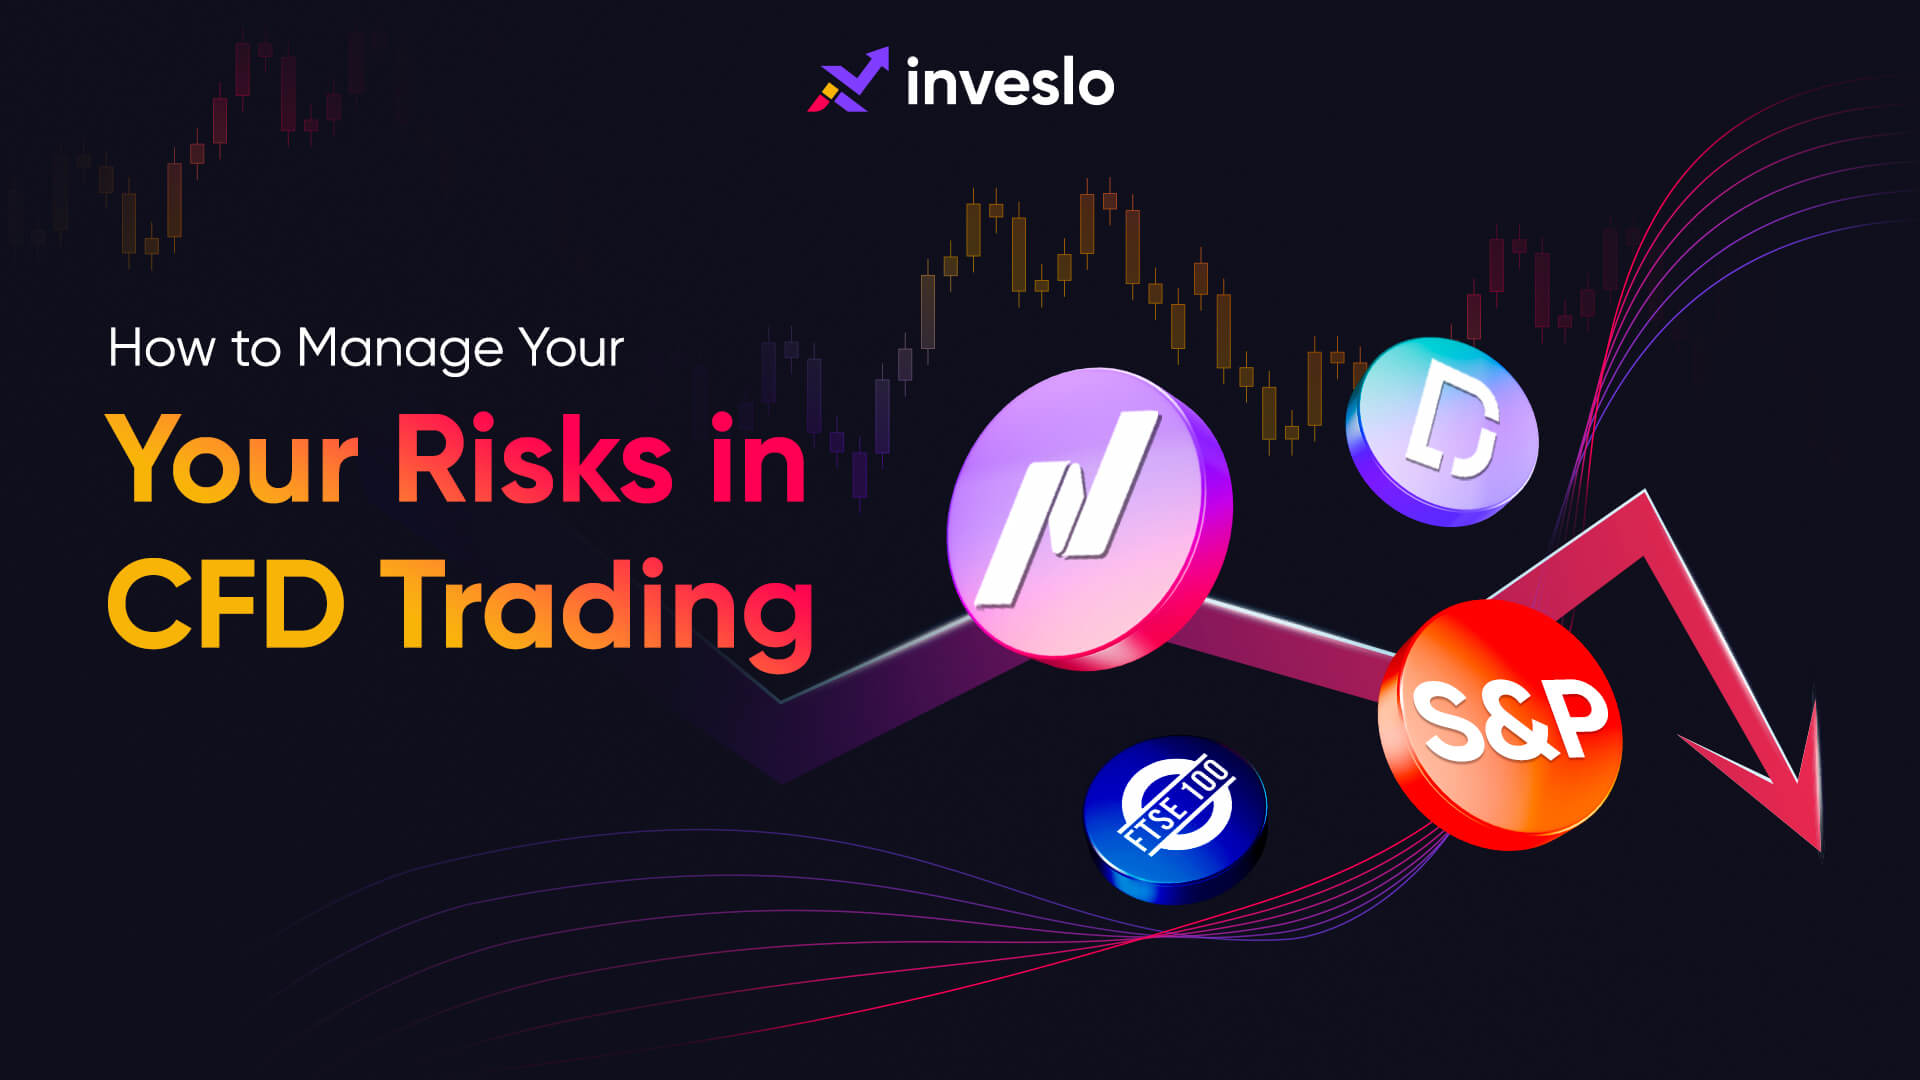 inveslo
How to Manage Your
Your Risks in
CFD Trading
S&P
FTSE 100